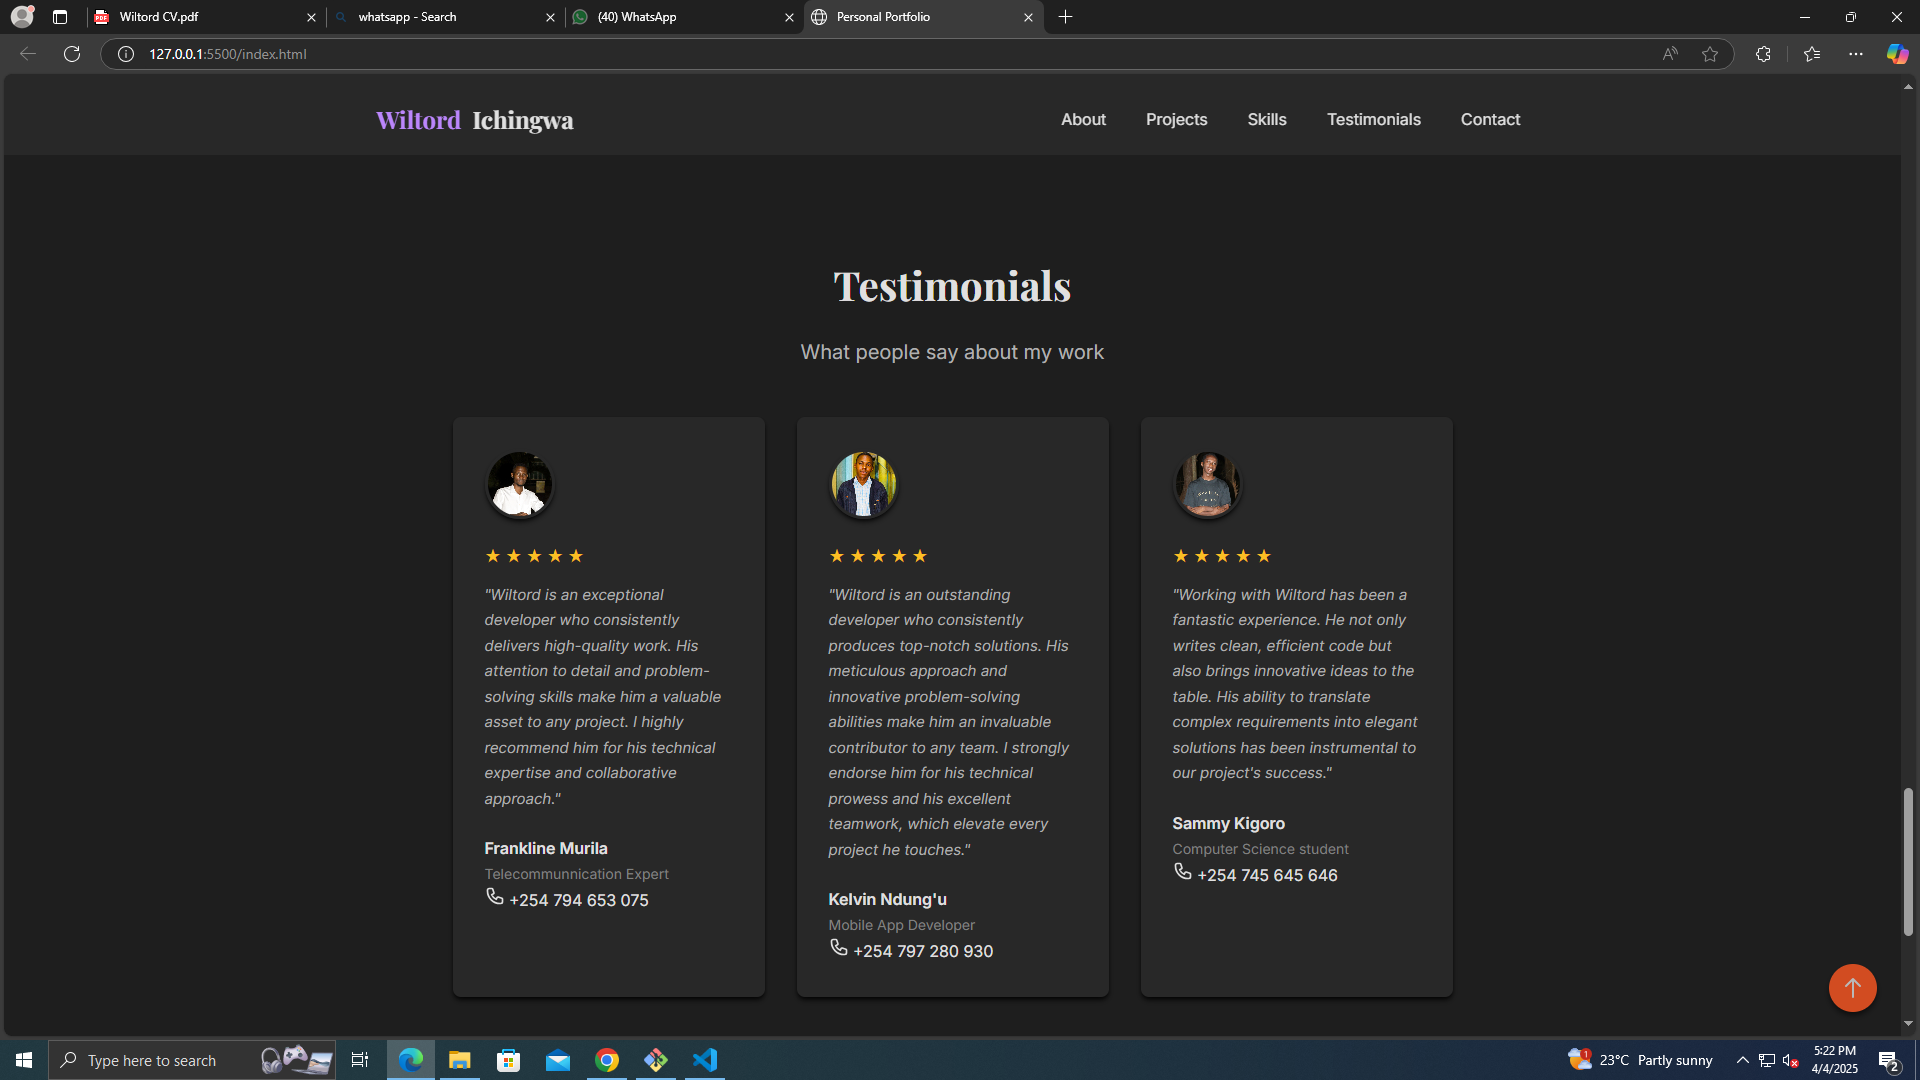 Wiltord CV.pdf
whatsapp - Search
(40) WhatsApp
Personal Portfolio
127.0.0.1:5500/index.html
Wiltord Ichingwa
About
Projects
Skills
Testimonials
Contact
Testimonials
What people say about my work
"Wiltord is an exceptional
developer who consistently
delivers high-quality work. His
attention to detail and problem-
solving skills make him a valuable
asset to any project. I highly
recommend him for his technical
expertise and collaborative
approach."
Frankline Murila
Telecommunnication Expert
+254 794 653 075
"Wiltord is an outstanding
developer who consistently
produces top-notch solutions. His
meticulous approach and
innovative problem-solving
abilities make him an invaluable
contributor to any team. I strongly
endorse him for his technical
prowess and his excellent
teamwork, which elevate every
project he touches."
Kelvin Ndung'u
Mobile App Developer
+254 797 280 930
"Working with Wiltord has been a
fantastic experience. He not only
writes clean, efficient code but
also brings innovative ideas to the
table. His ability to translate
complex requirements into elegant
solutions has been instrumental to
our project's success."
Sammy Kigoro
Computer Science student
+254 745 645 646
Type here to search
1
23°C Partly sunny
5:22 PM
4/4/2025
2